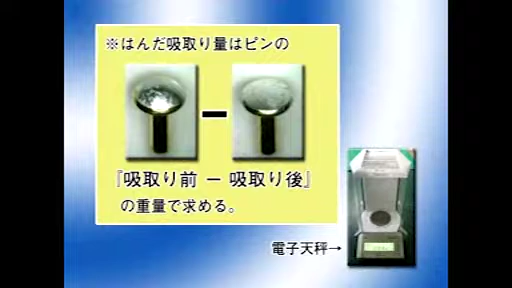 ※はんだ吸取り量はピンの
ー
『吸取り前 － 吸取り後』
の重量で求める。
電子天秤→